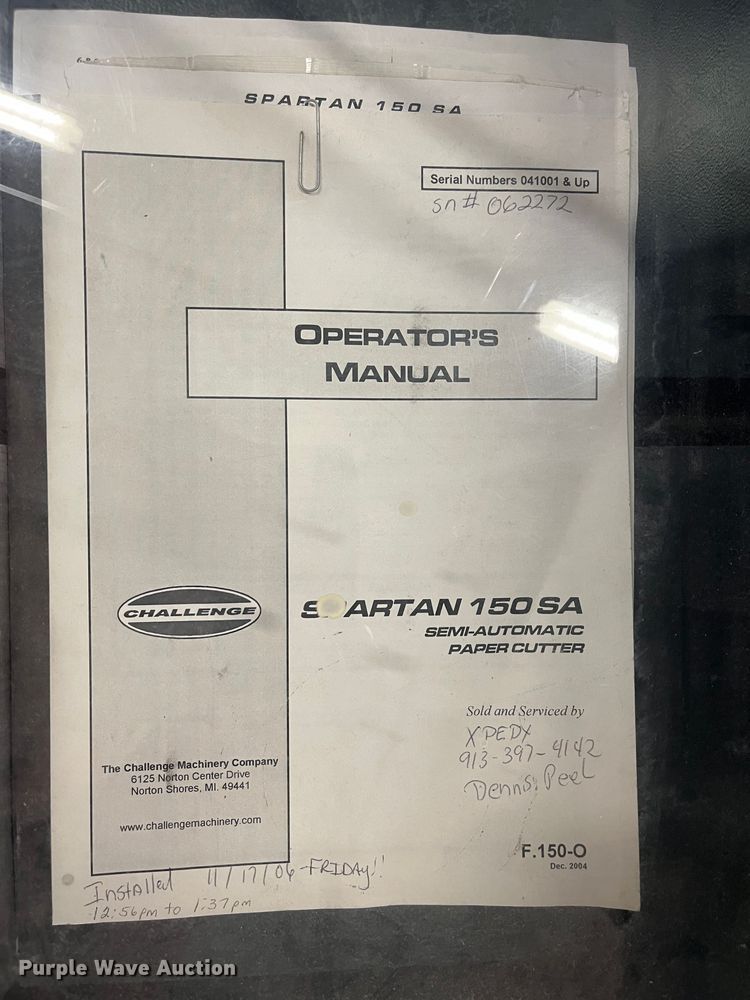 SPARTAN 150 SA
Serial Numbers 041001 & Up
sn# 062272
OPERATOR'S
MANUAL
CHALLENGE
SPARTAN 150 SA
SEMI-AUTOMATIC
PAPER CUTTER
Sold and Serviced by
XPEDX
913-397-4142
Dennis Peel
The Challenge Machinery Company
6125 Norton Center Drive
Norton Shores, MI. 49441
www.challengemachinery.com
F.150-O
Dec. 2004
Installed 11/17/06-FRIDAY!!
12:56pm to 1:37pm
Purple Wave Auction